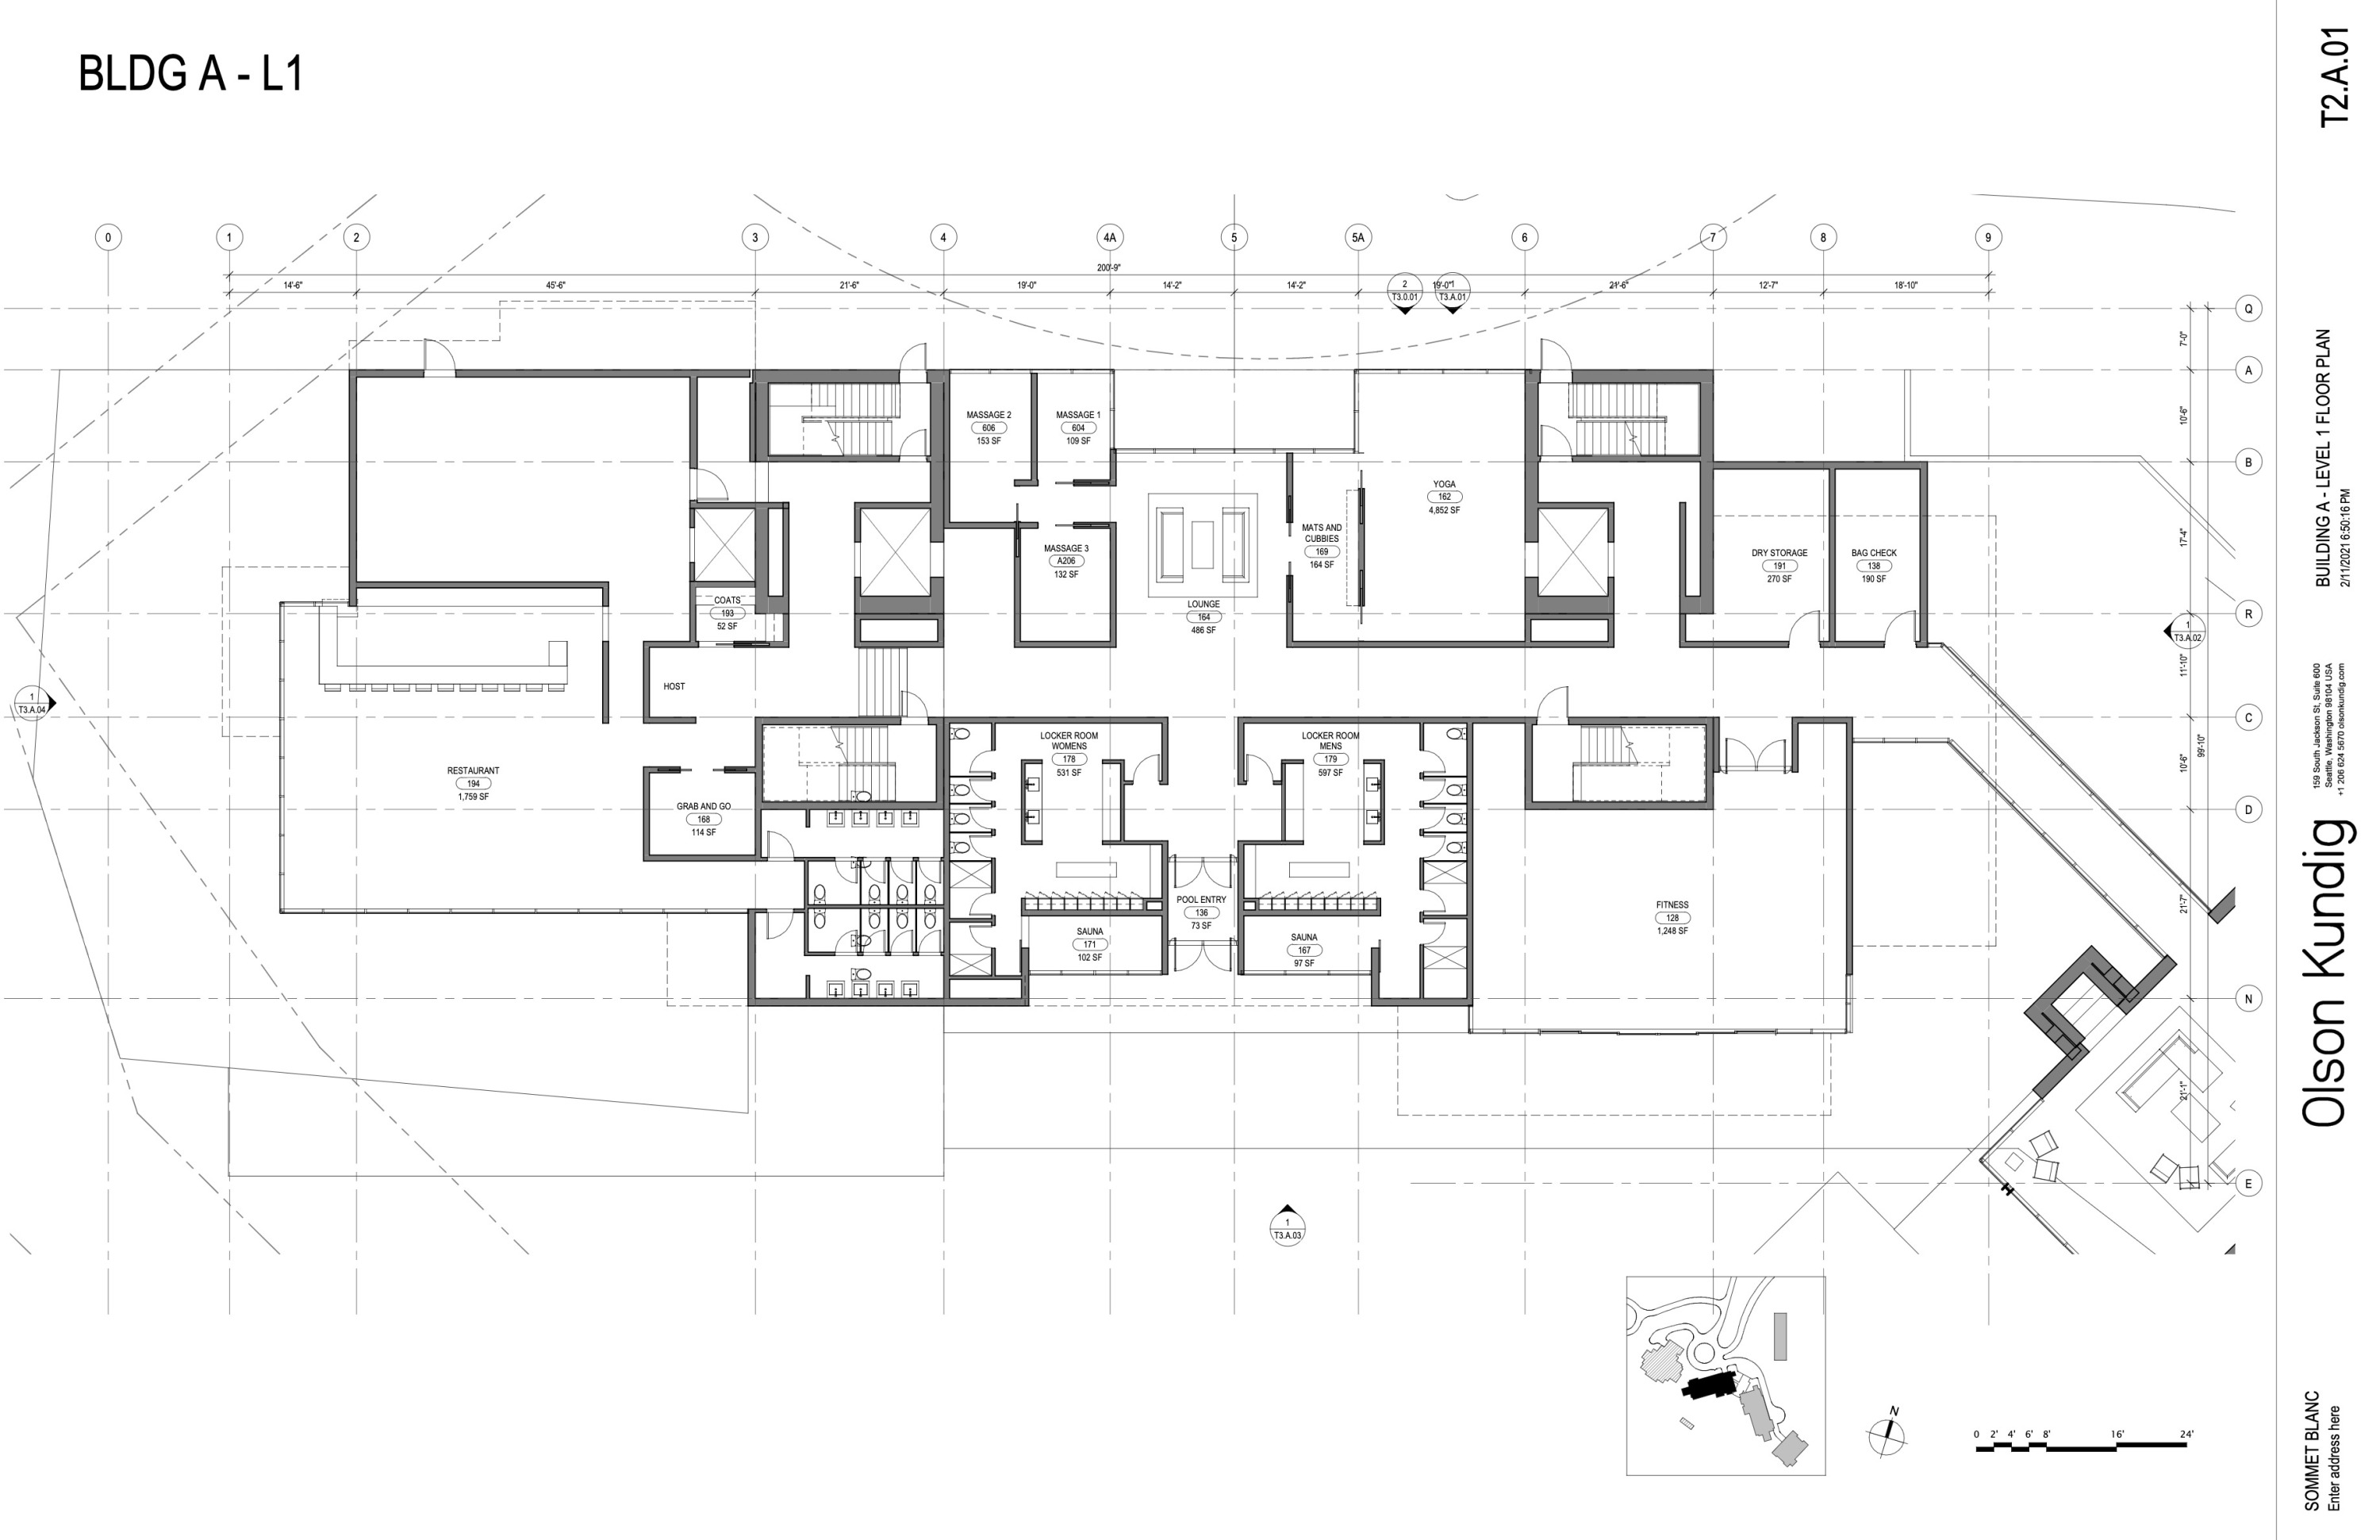 BLDG A - L1
T2.A.01
0
1
2
3
4
4A
5
5A
6
7
8
9
200'-9"
14'-6"
45'-6"
21'-6"
19'-0"
14'-2"
14'-2"
19'-0"
21'-6"
12'-7"
18'-10"
2
T3.0.01
1
T3.A.01
Q
A
B
R
C
D
N
E
7'-0"
10'-6"
17'-4"
11'-10"
10'-6"
21'-7"
21'-1"
99'-10"
MASSAGE 2
606
153 SF
MASSAGE 1
604
109 SF
MASSAGE 3
A206
132 SF
LOUNGE
164
486 SF
MATS AND
CUBBIES
169
164 SF
YOGA
162
4,852 SF
DRY STORAGE
191
270 SF
BAG CHECK
138
190 SF
COATS
193
52 SF
HOST
1
T3.A.04
1
T3.A.02
RESTAURANT
194
1,759 SF
GRAB AND GO
168
114 SF
LOCKER ROOM
WOMENS
178
531 SF
LOCKER ROOM
MENS
179
597 SF
POOL ENTRY
136
73 SF
SAUNA
171
102 SF
SAUNA
167
97 SF
FITNESS
128
1,248 SF
1
T3.A.03
N
0 2' 4' 6' 8' 16' 24'
BUILDING A - LEVEL 1 FLOOR PLAN
2/11/2021 6:50:16 PM
159 South Jackson St, Suite 600
Seattle, Washington 98104 USA
+1 206 624 5670 olsonkundig.com
Olson Kundig
SOMMET BLANC
Enter address here